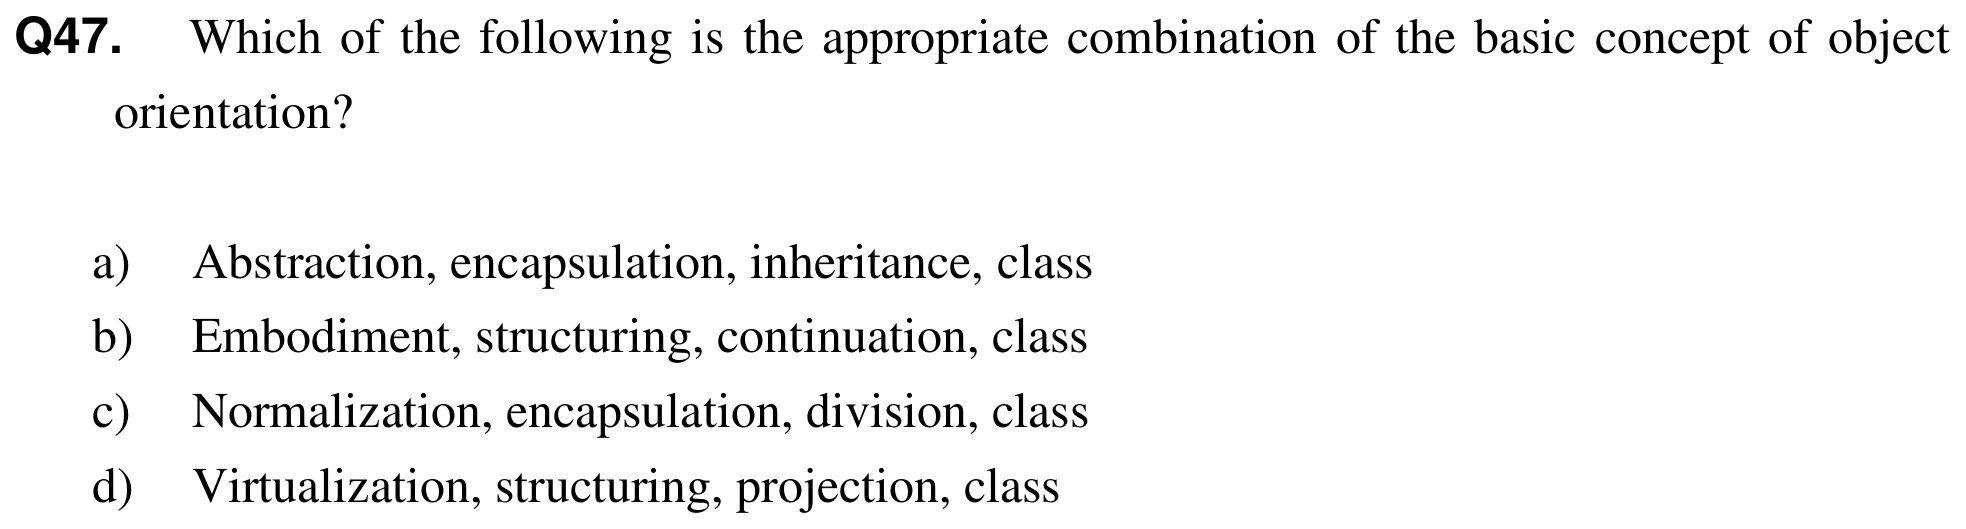 Q47. Which of the following is the appropriate combination of the basic concept of object
orientation?
a) Abstraction, encapsulation, inheritance, class
b) Embodiment, structuring, continuation, class
c) Normalization, encapsulation, division, class
d) Virtualization, structuring, projection, class